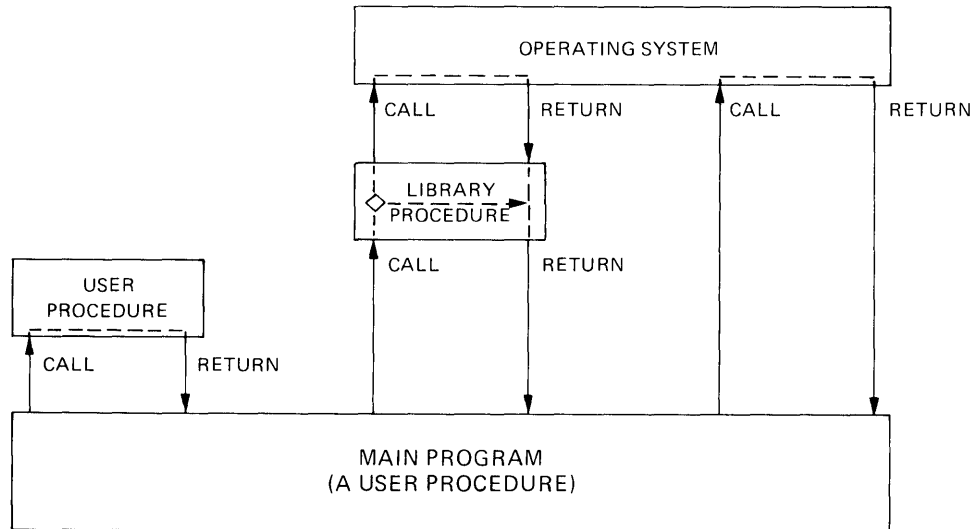 OPERATING SYSTEM
CALL
RETURN
CALL
RETURN
LIBRARY
PROCEDURE
CALL
RETURN
USER
PROCEDURE
CALL
RETURN
MAIN PROGRAM
(A USER PROCEDURE)